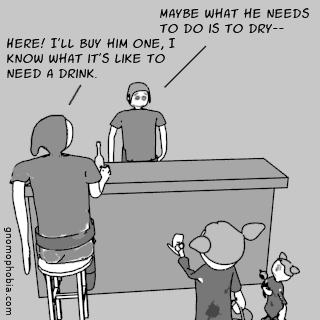 MAYBE WHAT HE NEEDS
TO DO IS TO DRY--
HERE! I'LL BUY HIM ONE, I
KNOW WHAT IT'S LIKE TO
NEED A DRINK.
gnomophobia.com